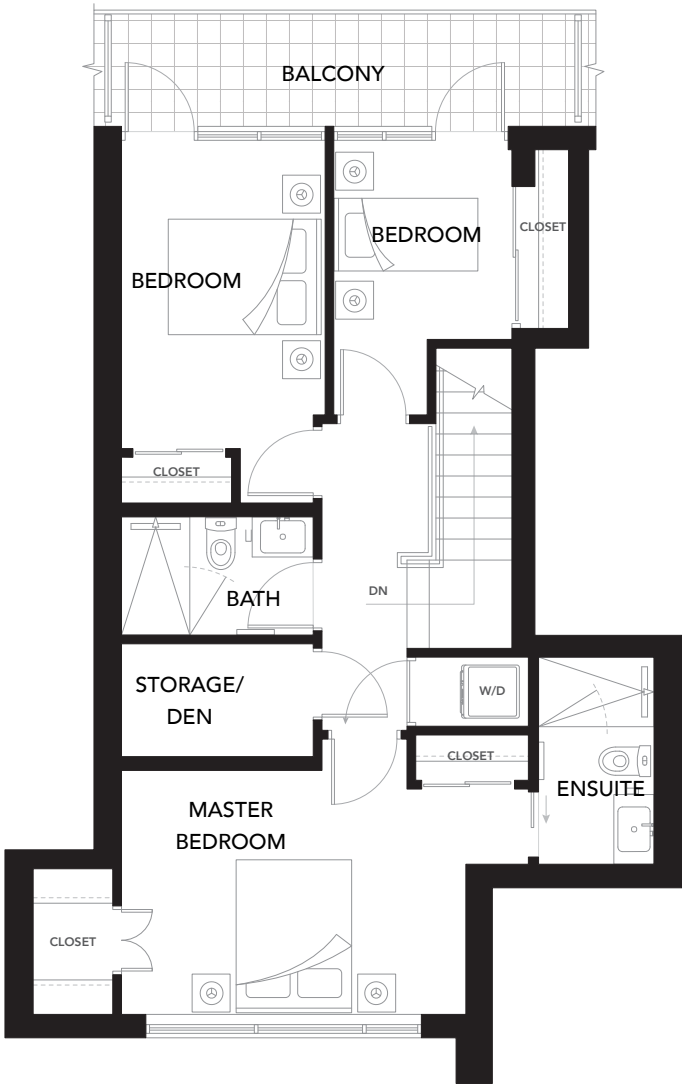 BALCONY
BEDROOM
CLOSET
BEDROOM
CLOSET
BATH
DN
STORAGE/
DEN
W/D
CLOSET
ENSUITE
MASTER
BEDROOM
CLOSET